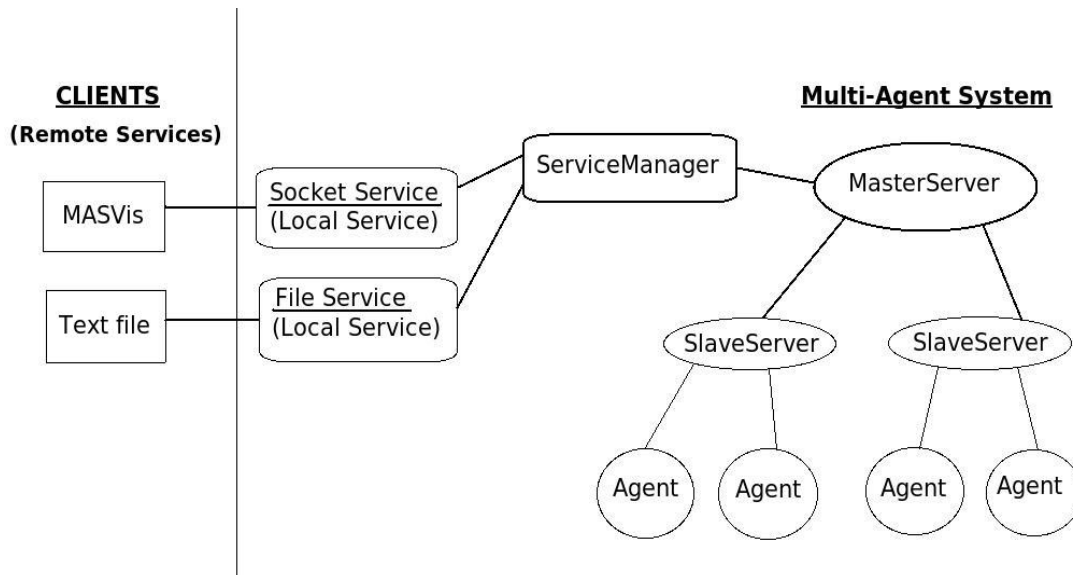 CLIENTS
(Remote Services)
MASVis
Text file
Socket Service
(Local Service)
File Service
(Local Service)
ServiceManager
Multi-Agent System
MasterServer
SlaveServer
SlaveServer
Agent
Agent
Agent
Agent